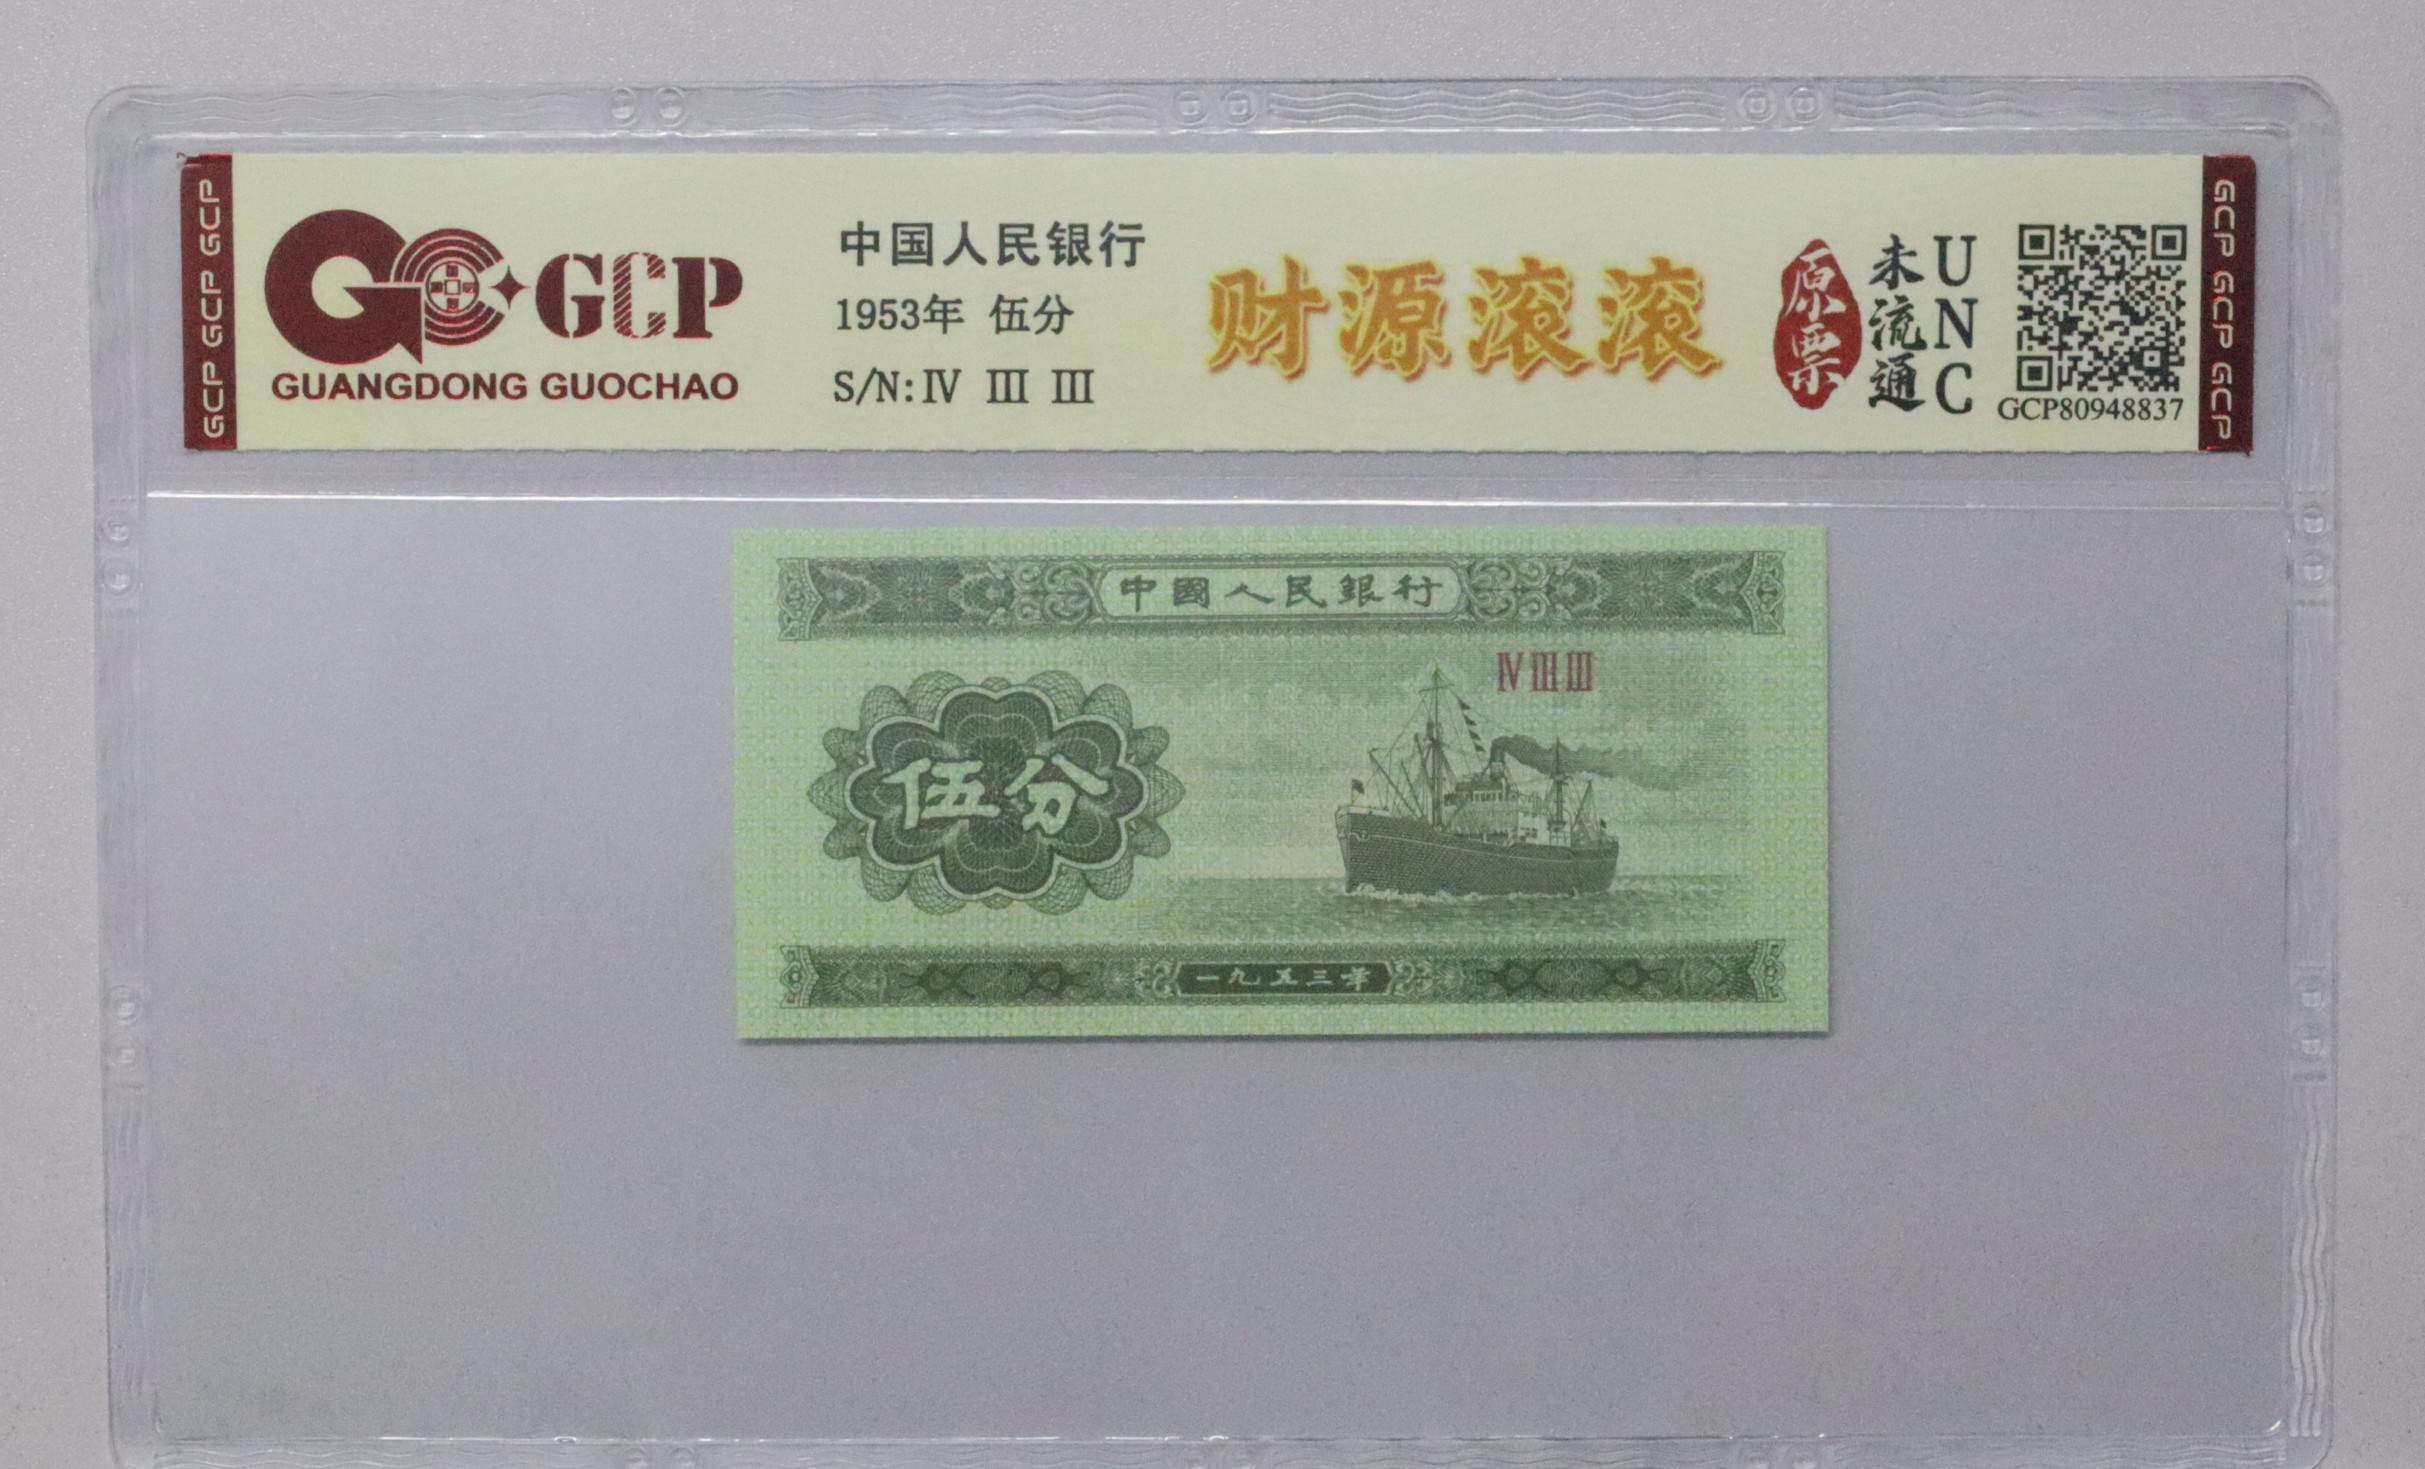 GCP GCP GCP
GCP
GUANGDONG GUOCHAO
中国人民银行
1953年 伍分
S/N:Ⅳ Ⅲ Ⅲ
财源滚滚
原票
未流通
UNC
GCP80948837
GCP GCP GCP
中國人民銀行
ⅣⅢⅢ
伍分
一九五三年